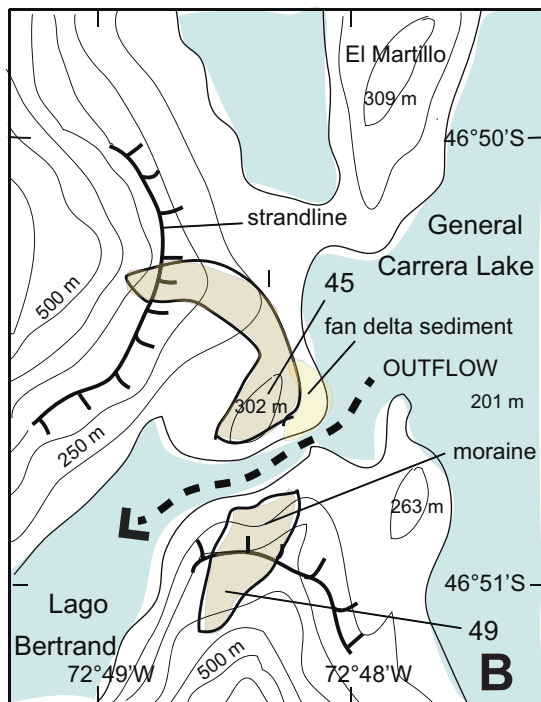 El Martillo
309 m
46°50'S
strandline
General
Carrera Lake
45
500 m
fan delta sediment
OUTFLOW
302 m
201 m
250 m
moraine
263 m
46°51'S
Lago
Bertrand
49
500 m
72°49'W
72°48'W
B